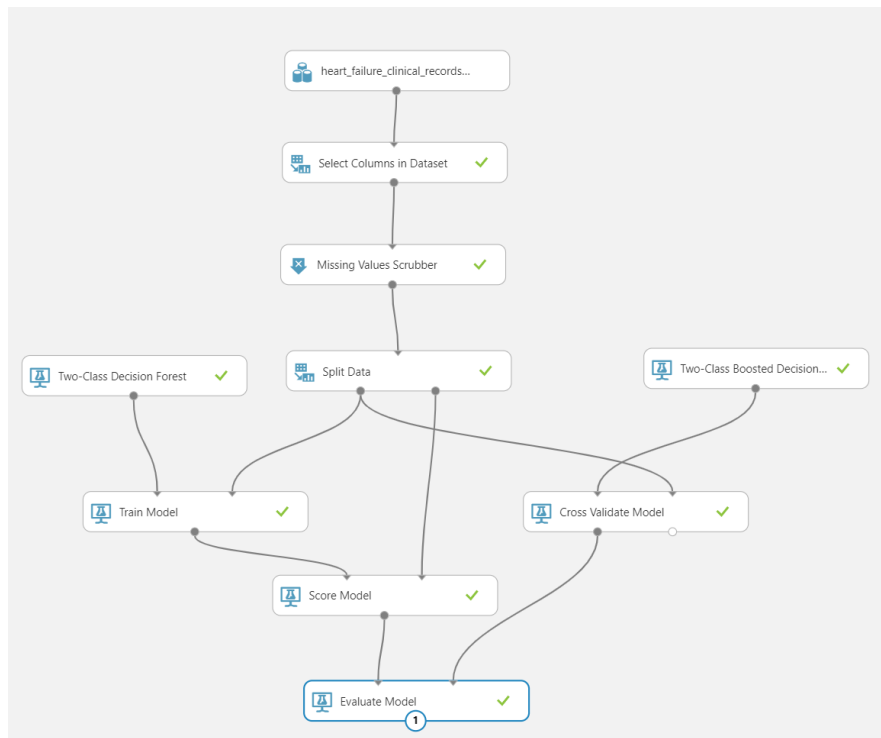 heart_failure_clinical_records...
Select Columns in Dataset
Missing Values Scrubber
Two-Class Decision Forest
Split Data
Two-Class Boosted Decision...
Train Model
Cross Validate Model
Score Model
Evaluate Model
1